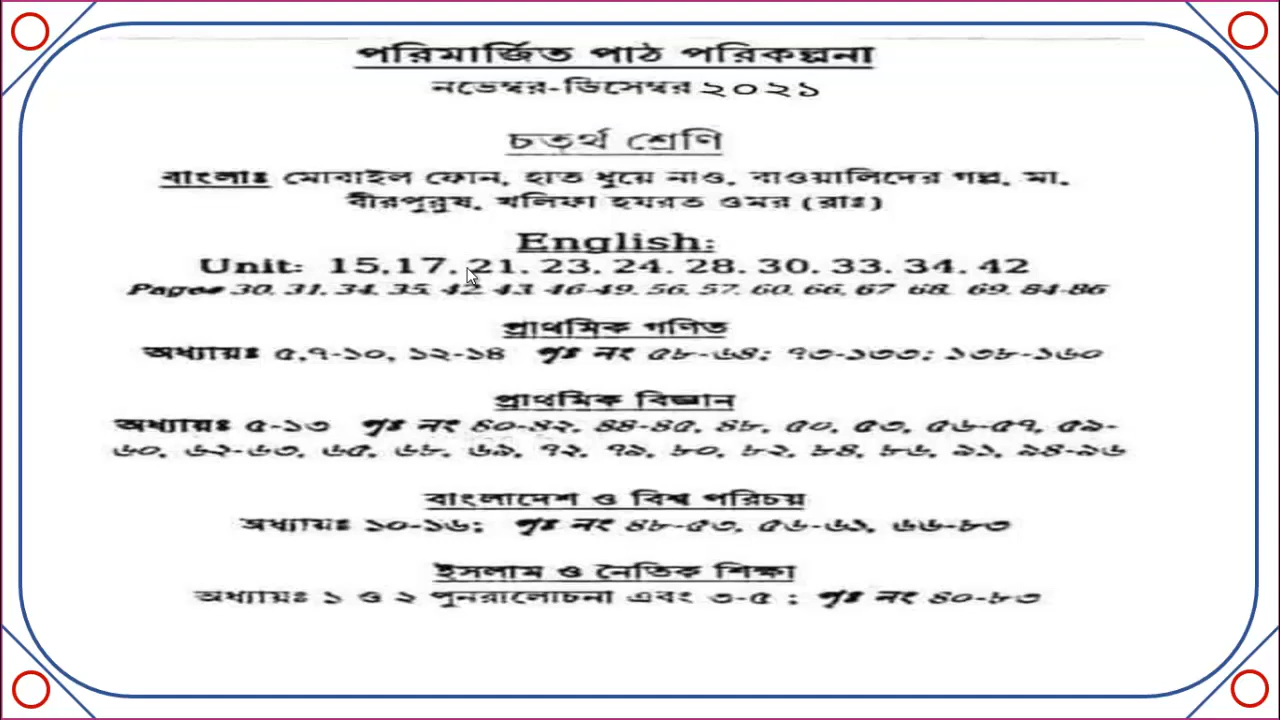 পরিমার্জিত পাঠ পরিকল্পনা
নভেম্বর-ডিসেম্বর ২০২১
চতুর্থ শ্রেণি
বাংলাঃ মোবাইল ফোন, হাত ধুয়ে নাও, বাওয়ালিদের গল্প, মা,
বীরপুরুষ, খলিফা হযরত ওমর (রাঃ)
English:
Unit: 15,17, 21, 23, 24, 28, 30, 33, 34, 42
Page# 30, 31, 34, 35, 42 43 46-49, 56, 57, 60, 66, 67 68, 69, 84-86
প্রাথমিক গণিত
অধ্যায়ঃ ৫,৭-১০, ১২-১৪ পৃঃ নং ৫৮-৬৪; ৭৩-১৩৩; ১৩৮-১৬০
প্রাথমিক বিজ্ঞান
অধ্যায়ঃ ৫-১৩ পৃঃ নং ৪০-৪২, ৪৪-৪৫, ৪৮, ৫০, ৫৩, ৫৬-৫৭, ৫৯-
৬০, ৬২-৬৩, ৬৫, ৬৮, ৬৯, ৭২, ৭৯, ৮০, ৮২, ৮৪, ৮৬, ৯১, ৯৪-৯৬
বাংলাদেশ ও বিশ্ব পরিচয়
অধ্যায়ঃ ১০-১৬; পৃঃ নং ৪৮-৫৩, ৫৬-৬১, ৬৬-৮৩
ইসলাম ও নৈতিক শিক্ষা
অধ্যায়ঃ ১ ও ২ পুনরালোচনা এবং ৩-৫ ; পৃঃ নং ৪০-৮৩